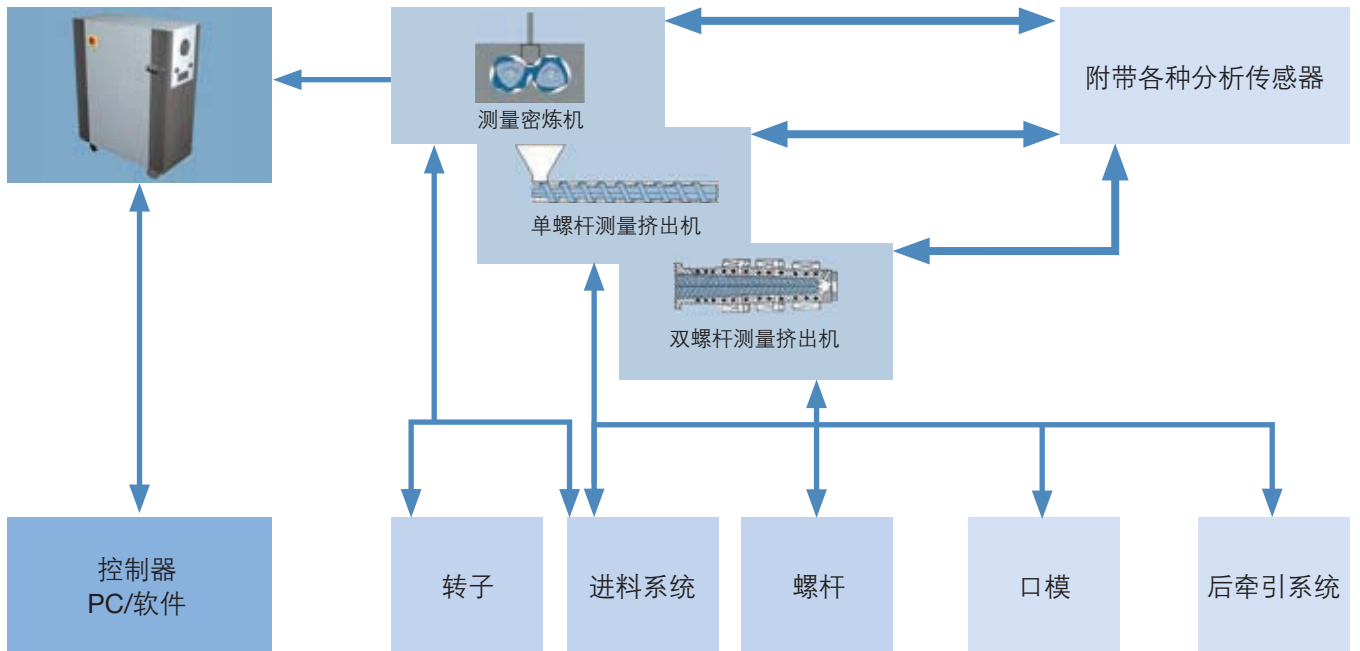 测量密炼机
附带各种分析传感器
单螺杆测量挤出机
双螺杆测量挤出机
控制器
PC/软件
转子
进料系统
螺杆
口模
后牵引系统